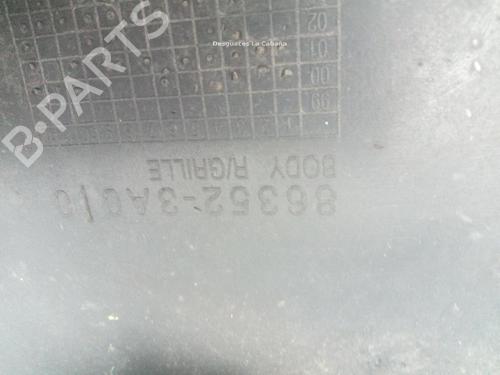 Desguaces La Cabaña
B-PARTS
86352-3A010
BODY R/GRILLE
99
00
01
02